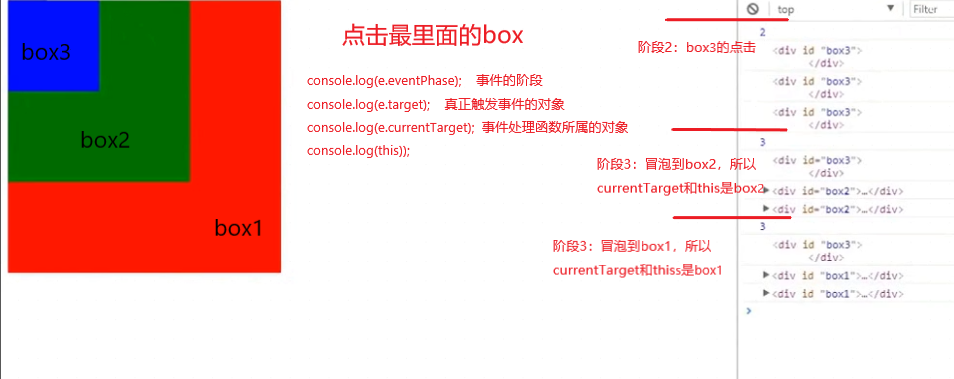 box3
box2
box1
点击最里面的box
console.log(e.eventPhase); 事件的阶段
console.log(e.target); 真正触发事件的对象
console.log(e.currentTarget); 事件处理函数所属的对象
console.log(this));
阶段2：box3的点击
阶段3：冒泡到box2，所以
currentTarget和this是box2
阶段3：冒泡到box1，所以
currentTarget和thiss是box1
top
Filter
2
<div id="box3">
</div>
<div id="box3">
</div>
<div id="box3">
</div>
3
<div id="box3">
</div>
<div id="box2">…</div>
<div id="box2">…</div>
3
<div id="box3">
</div>
<div id="box1">…</div>
<div id="box1">…</div>